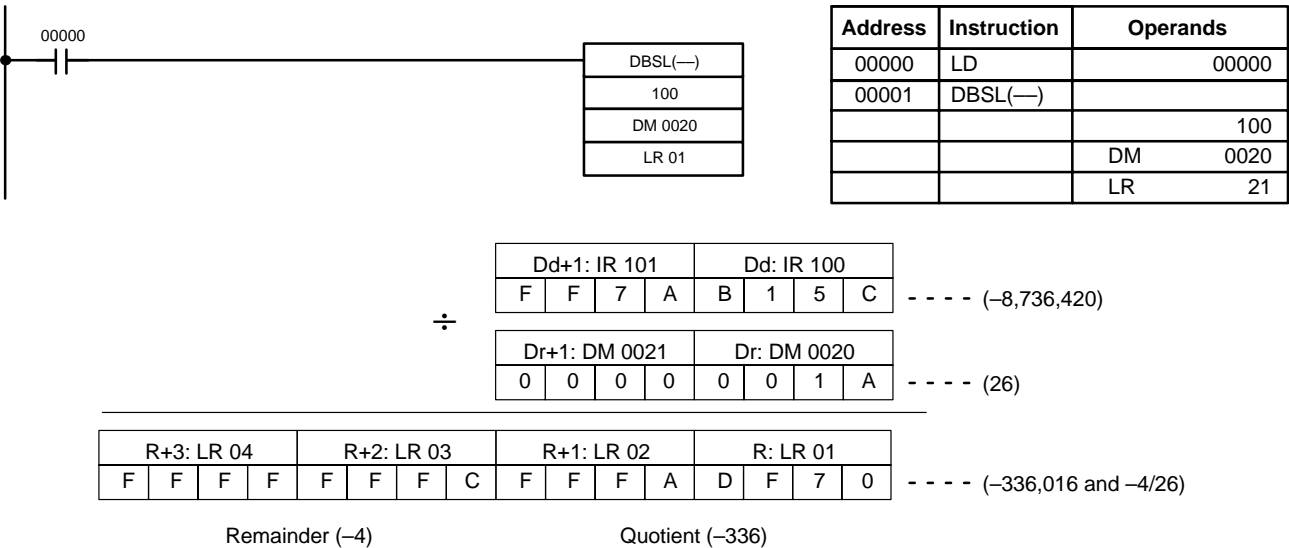 00000
DBSL(––)
100
DM 0020
LR 01
Address Instruction Operands
00000 LD 00000
00001 DBSL(––)
100
DM 0020
LR 21
Dd+1: IR 101 Dd: IR 100
F F 7 A B 1 5 C - - - - (–8,736,420)
÷
Dr+1: DM 0021 Dr: DM 0020
0 0 0 0 0 0 1 A - - - - (26)
R+3: LR 04 R+2: LR 03 R+1: LR 02 R: LR 01
F F F F F F F C F F F A D F 7 0 - - - - (–336,016 and –4/26)
Remainder (–4) Quotient (–336)